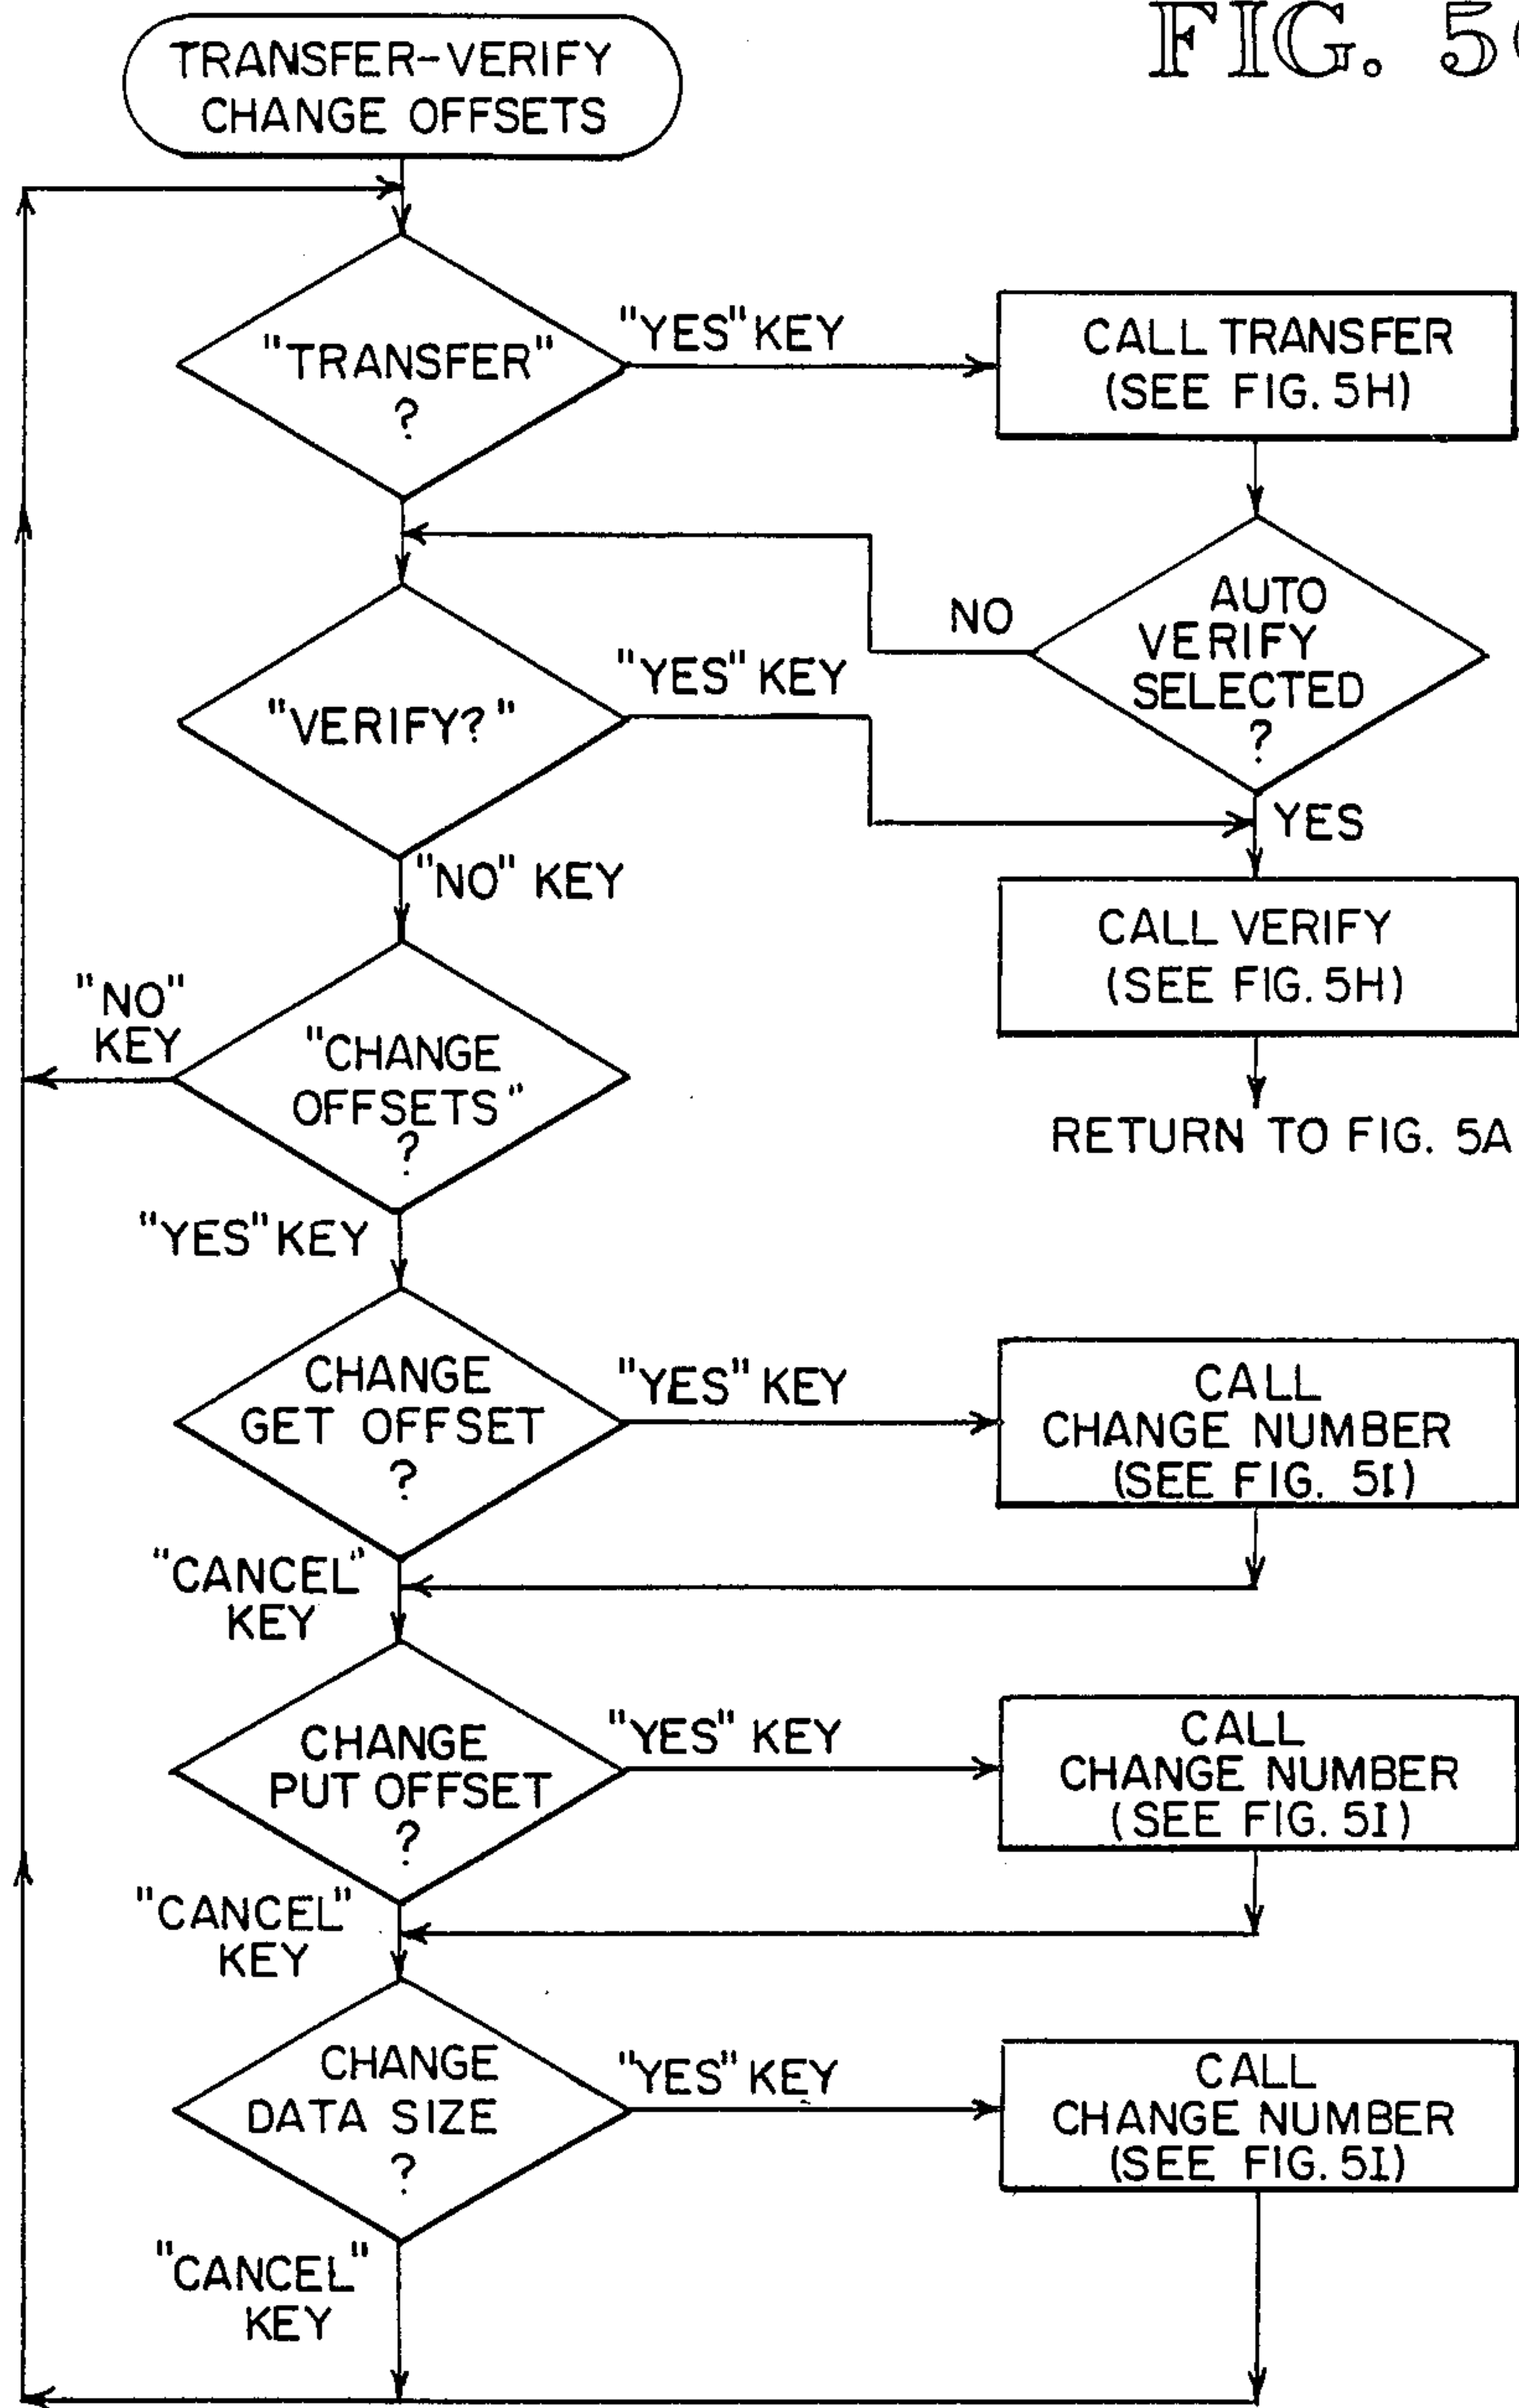 FIG. 5
TRANSFER-VERIFY
CHANGE OFFSETS
"TRANSFER"
?
"YES" KEY
CALL TRANSFER
(SEE FIG. 5H)
AUTO
VERIFY
SELECTED
?
NO
YES
"VERIFY?"
"YES" KEY
"NO" KEY
CALL VERIFY
(SEE FIG. 5H)
RETURN TO FIG. 5A
"CHANGE
OFFSETS"
?
"NO"
KEY
"YES" KEY
CHANGE
GET OFFSET
?
"YES" KEY
CALL
CHANGE NUMBER
(SEE FIG. 5I)
"CANCEL"
KEY
CHANGE
PUT OFFSET
?
"YES" KEY
CALL
CHANGE NUMBER
(SEE FIG. 5I)
"CANCEL"
KEY
CHANGE
DATA SIZE
?
"YES" KEY
CALL
CHANGE NUMBER
(SEE FIG. 5I)
"CANCEL"
KEY